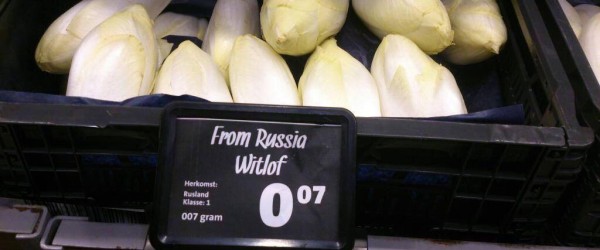 From Russia
Witlof
Herkomst:
Rusland
Klasse: 1
007 gram
0 07